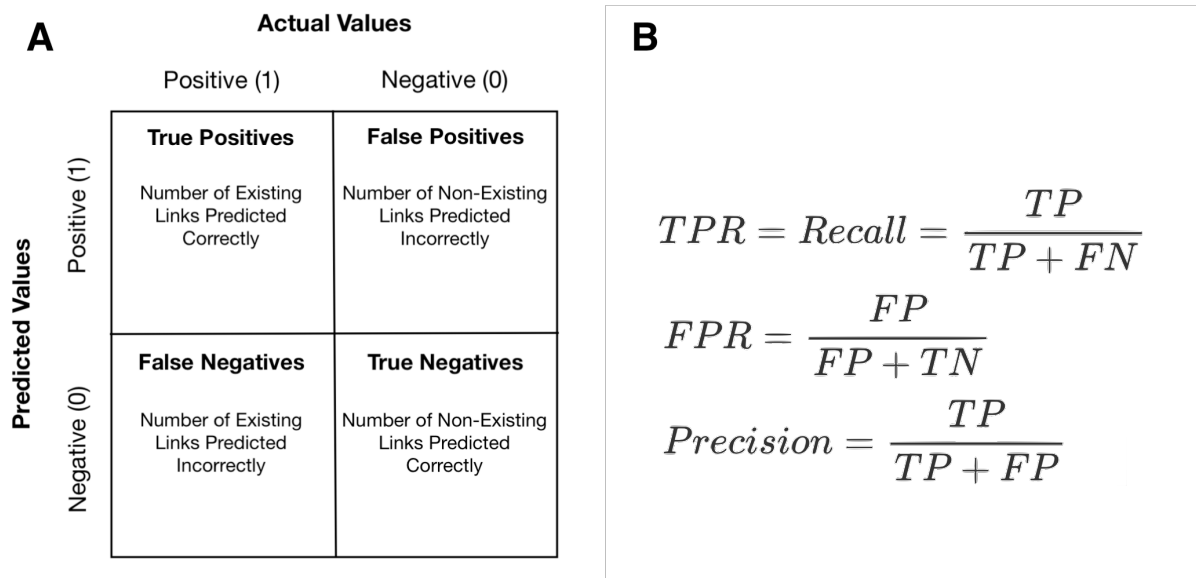 A
Actual Values
Positive (1)
Negative (0)
Predicted Values
Positive (1)
True Positives
Number of Existing
Links Predicted
Correctly
False Positives
Number of Non-Existing
Links Predicted
Incorrectly
Negative (0)
False Negatives
Number of Existing
Links Predicted
Incorrectly
True Negatives
Number of Non-Existing
Links Predicted
Correctly
B
TPR = Recall = TP / TP + FN
FPR = FP / FP + TN
Precision = TP / TP + FP